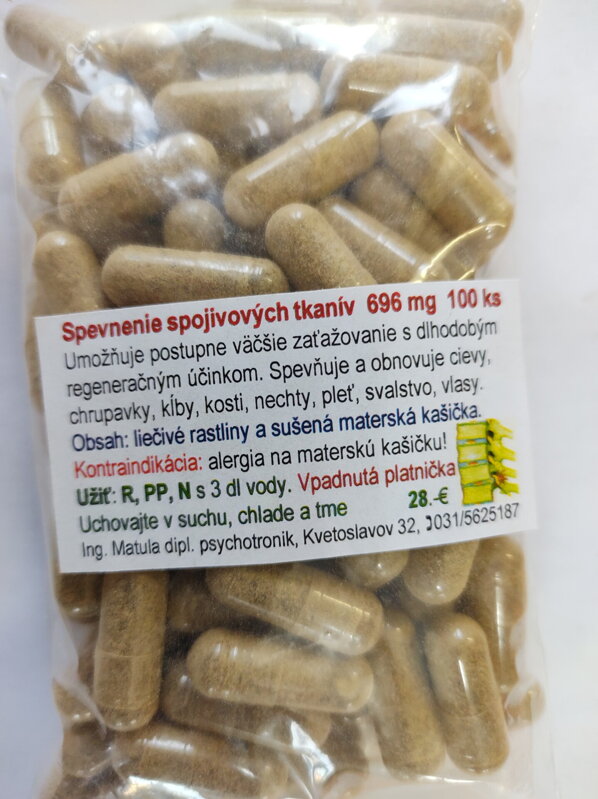 Spevnenie spojivových tkanív 696 mg 100 ks
Umožňuje postupne väčšie zaťažovanie s dlhodobým
regeneračným účinkom. Spevňuje a obnovuje cievy,
chrupavky, kĺby, kosti, nechty, pleť, svalstvo, vlasy.
Obsah: liečivé rastliny a sušená materská kašička.
Kontraindikácia: alergia na materskú kašičku!
Užiť: R, PP, N s 3 dl vody. Vpadnutá platnička
Uchovajte v suchu, chlade a tme 28.-€
Ing. Matula dipl. psychotronik, Kvetoslavov 32, 031/5625187